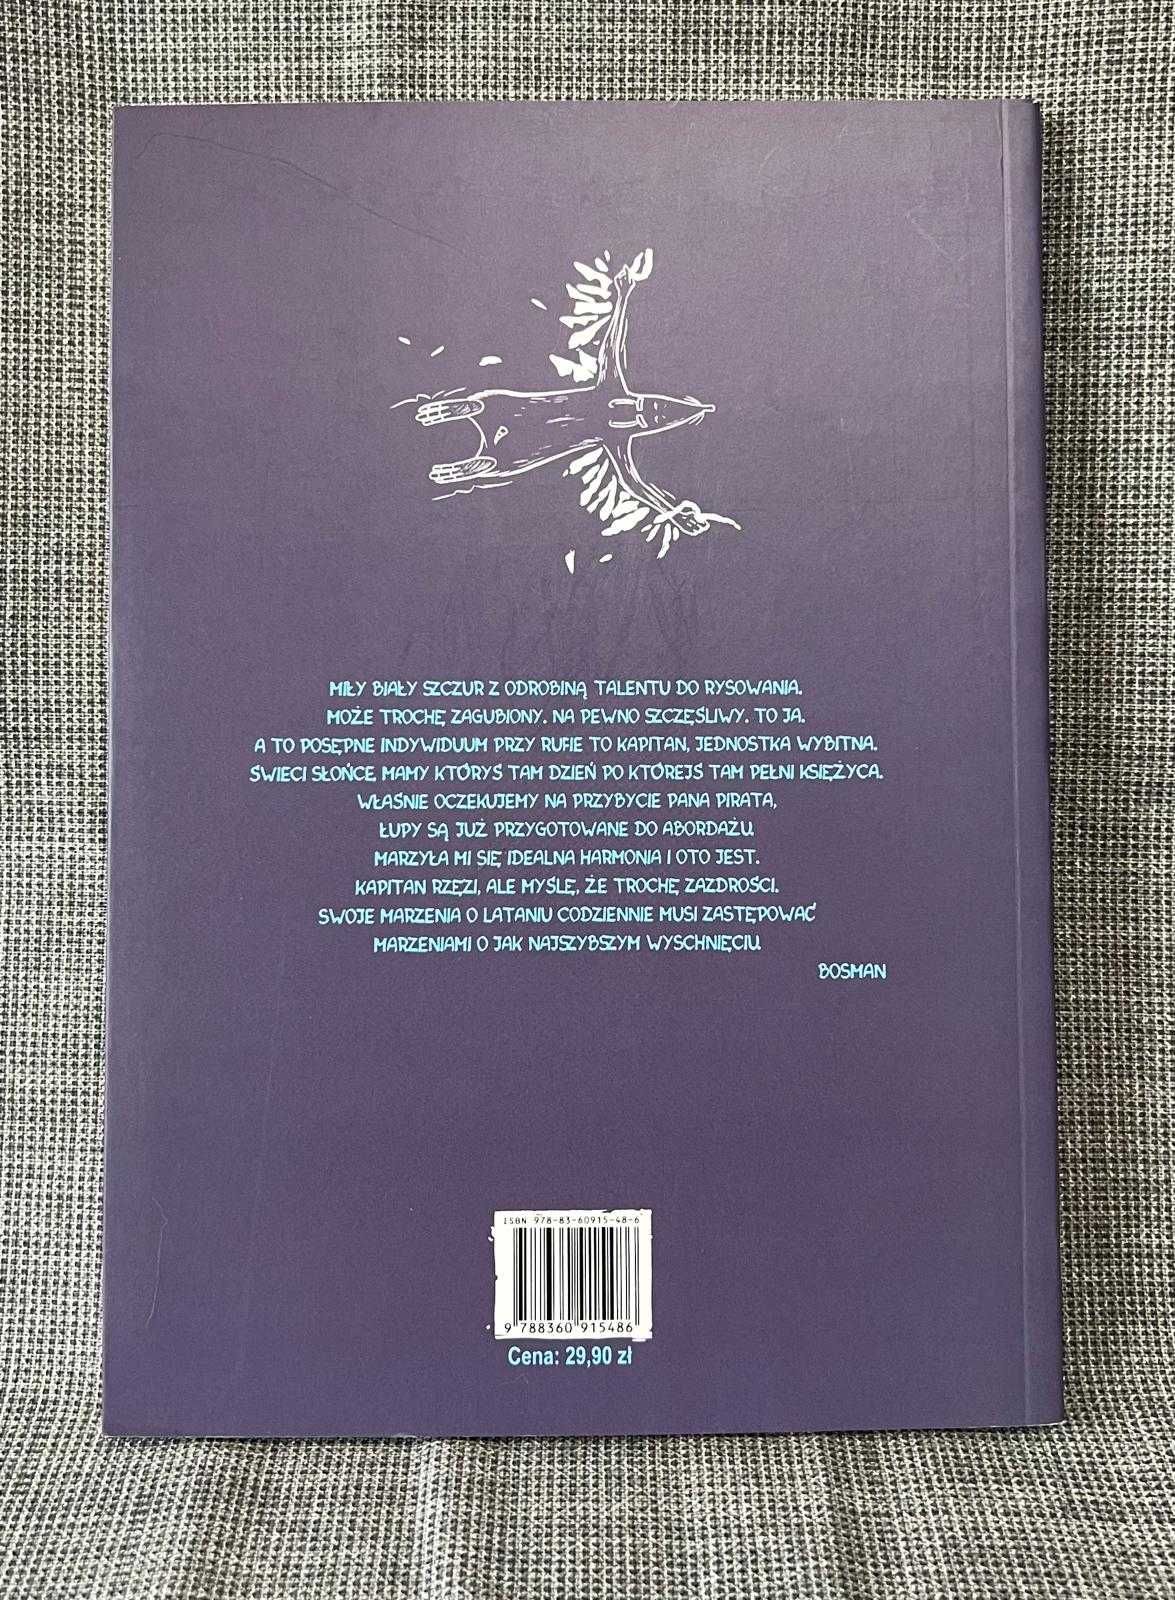 MIŁY BIAŁY SZCZUR Z ODROBINĄ TALENTU DO RYSOWANIA.
MOŻE TROCHĘ ZAGUBIONY. NA PEWNO SZCZĘŚLIWY. TO JA.
A TO POSĘPNE INDYWIDUUM PRZY RUFIE TO KAPITAN, JEDNOSTKA WYBITNA.
ŚWIECI SŁOŃCE, MAMY KTÓRYŚ TAM DZIEŃ PO KTÓREJŚ TAM PEŁNI KSIĘŻYCA.
WŁAŚNIE OCZEKUJEMY NA PRZYBYCIE PANA PIRATA,
ŁUPY SĄ JUŻ PRZYGOTOWANE DO ABORDAŻU.
MARZYŁA MI SIĘ IDEALNA HARMONIA I OTO JEST.
KAPITAN RZĘZI, ALE MYŚLĘ, ŻE TROCHĘ ZAZDROŚCI.
SWOJE MARZENIA O LATANIU CODZIENNIE MUSI ZASTĘPOWAĆ
MARZENIAMI O JAK NAJSZYBSZYM WYSCHNIĘCIU.
BOSMAN
ISBN 978-83-60915-48-6
9 788360 915486
Cena: 29,90 zł